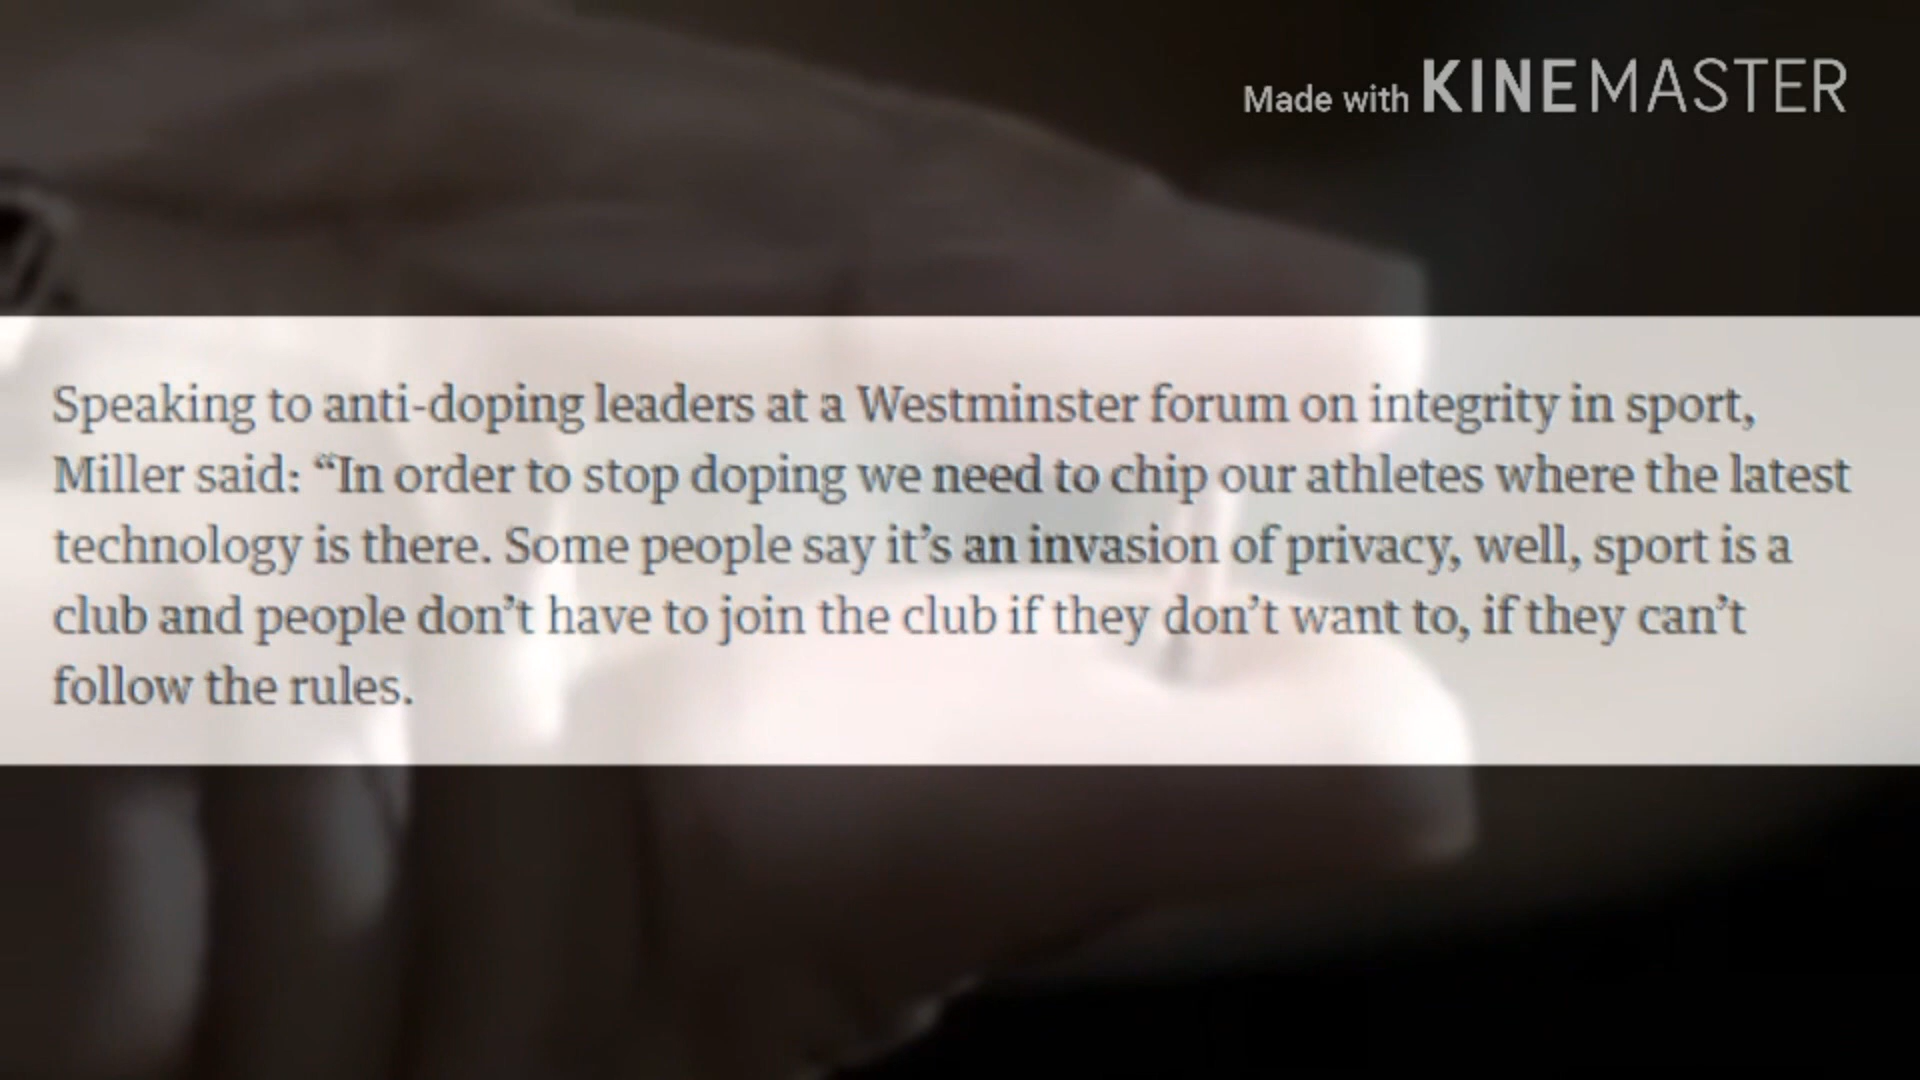 Made with KINEMASTER
Speaking to anti-doping leaders at a Westminster forum on integrity in sport,
Miller said: “In order to stop doping we need to chip our athletes where the latest
technology is there. Some people say it’s an invasion of privacy, well, sport is a
club and people don’t have to join the club if they don’t want to, if they can’t
follow the rules.